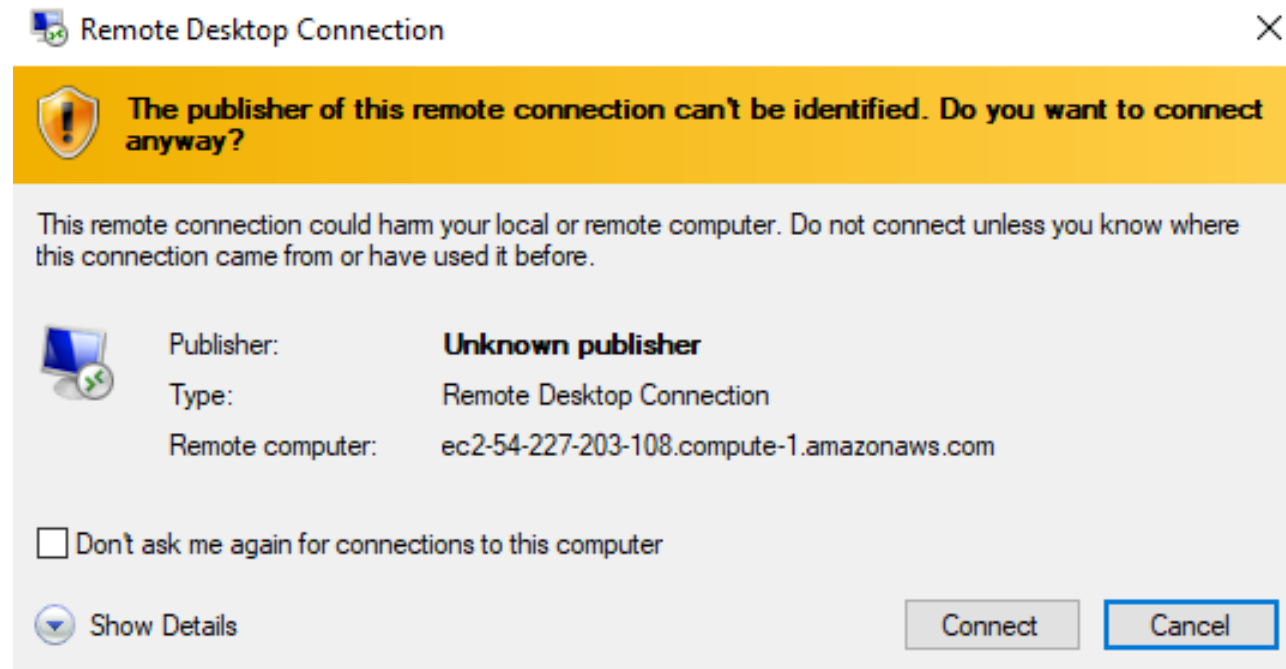 Remote Desktop Connection
The publisher of this remote connection can't be identified. Do you want to connect
anyway?
This remote connection could harm your local or remote computer. Do not connect unless you know where
this connection came from or have used it before.
Publisher: Unknown publisher
Type: Remote Desktop Connection
Remote computer: ec2-54-227-203-108.compute-1.amazonaws.com
Don't ask me again for connections to this computer
Show Details Connect Cancel